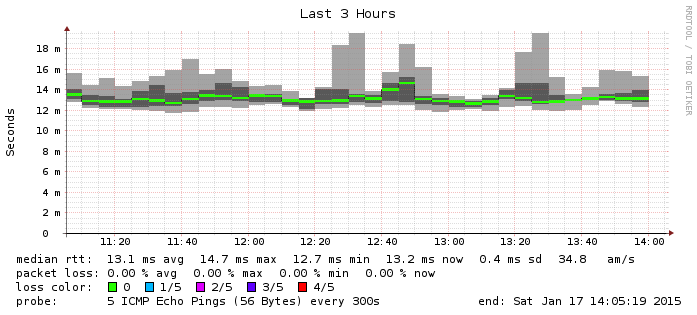 Last 3 Hours
RRDTOOL / TOBI OETIKER
Seconds
18 m
16 m
14 m
12 m
10 m
8 m
6 m
4 m
2 m
0
11:20 11:40 12:00 12:20 12:40 13:00 13:20 13:40 14:00
median rtt: 13.1 ms avg 14.7 ms max 12.7 ms min 13.2 ms now 0.4 ms sd 34.8 am/s
packet loss: 0.00 % avg 0.00 % max 0.00 % min 0.00 % now
loss color: 0 1/5 2/5 3/5 4/5
probe: 5 ICMP Echo Pings (56 Bytes) every 300s end: Sat Jan 17 14:05:19 2015